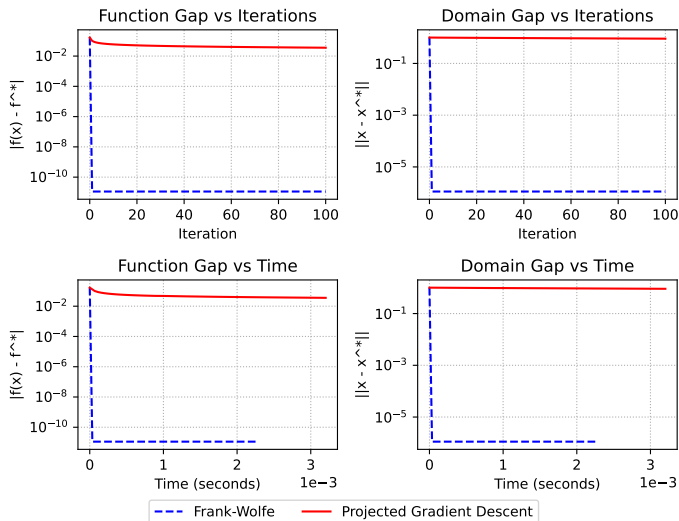 Function Gap vs Iterations
|f(x) - f^*|
10^−2
10^−4
10^−6
10^−8
10^−10
0 20 40 60 80 100
Iteration
Domain Gap vs Iterations
||x - x^*||
10^−1
10^−3
10^−5
0 20 40 60 80 100
Iteration
Function Gap vs Time
|f(x) - f^*|
10^−2
10^−4
10^−6
10^−8
10^−10
0 1 2 3
1e−3
Time (seconds)
Domain Gap vs Time
||x - x^*||
10^−1
10^−3
10^−5
0 1 2 3
1e−3
Time (seconds)
Frank-Wolfe Projected Gradient Descent